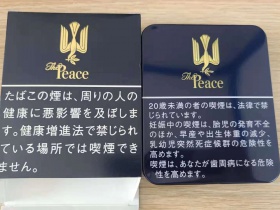 The
Peace
たばこの煙は、周りの人の
健康に悪影響を及ぼしま
す。健康増進法で禁じられ
ている場所では喫煙でき
ません。
The
Peace
20歳未満の者の喫煙は、法律で禁
じられています。
妊娠中の喫煙は、胎児の発育不全
のほか、早産や出生体重の減少、
乳幼児突然死症候群の危険性を
高めます。
喫煙は、あなたが歯周病になる危険
性を高めます。